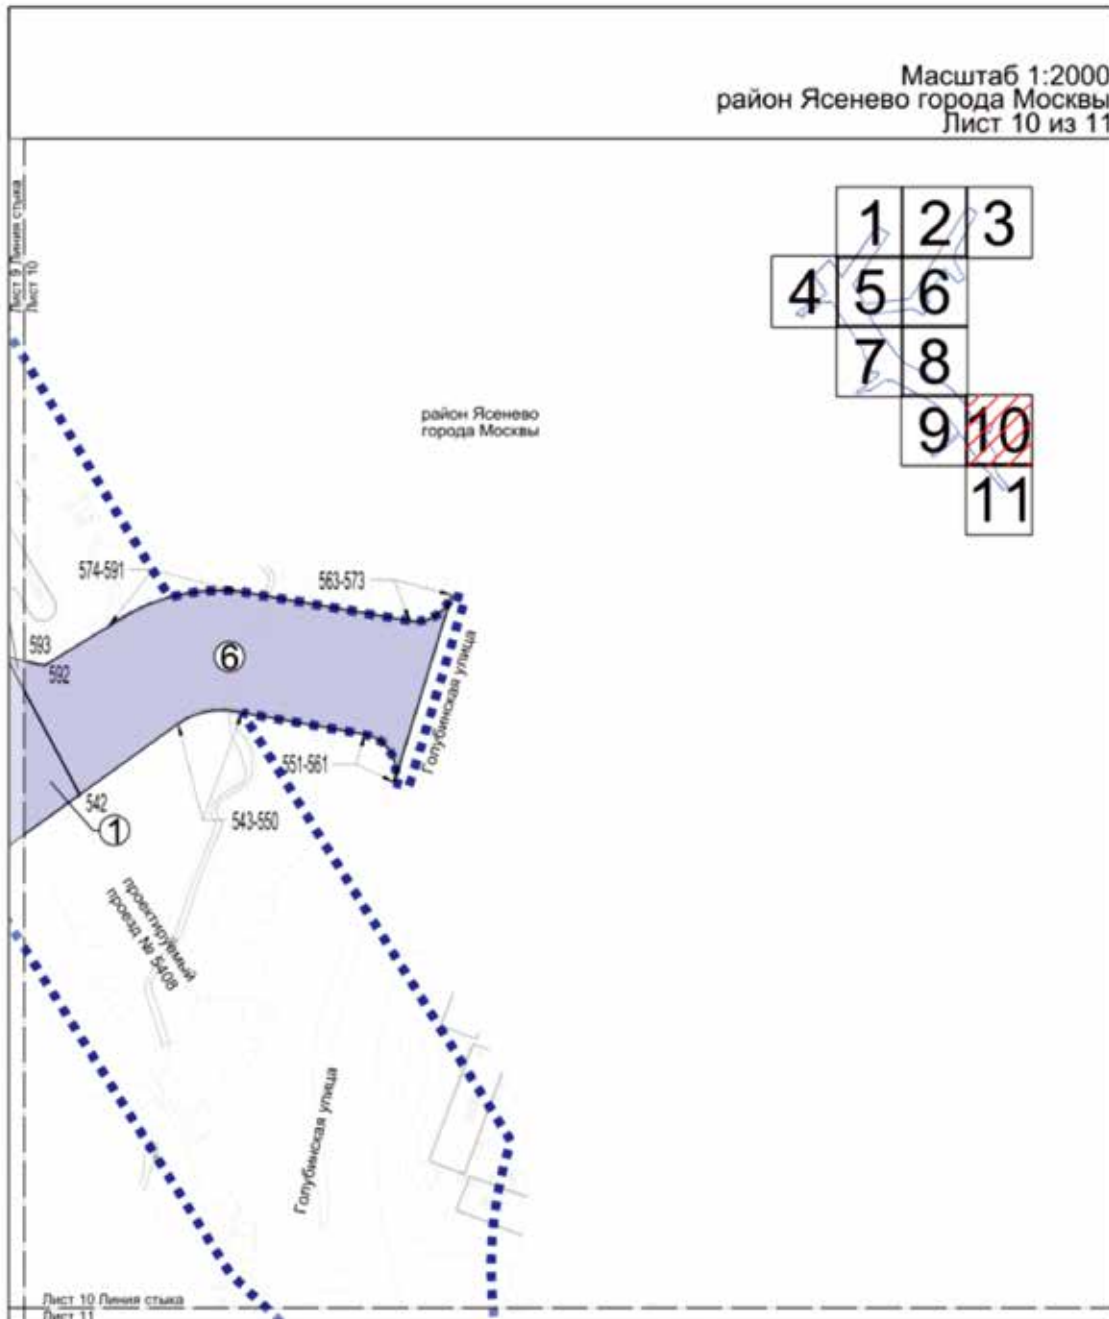 Масштаб 1:2000
район Ясенево города Москвы
Лист 10 из 11
Лист 9 Линия стыка
Лист 10
1
2
3
4
5
6
7
8
9
10
11
район Ясенево
города Москвы
574-591
563-573
593
592
6
Голубинская улица
551-561
542
1
543-550
проектируемый
проезд № 5408
Голубинская улица
Лист 10 Линия стыка
Лист 11